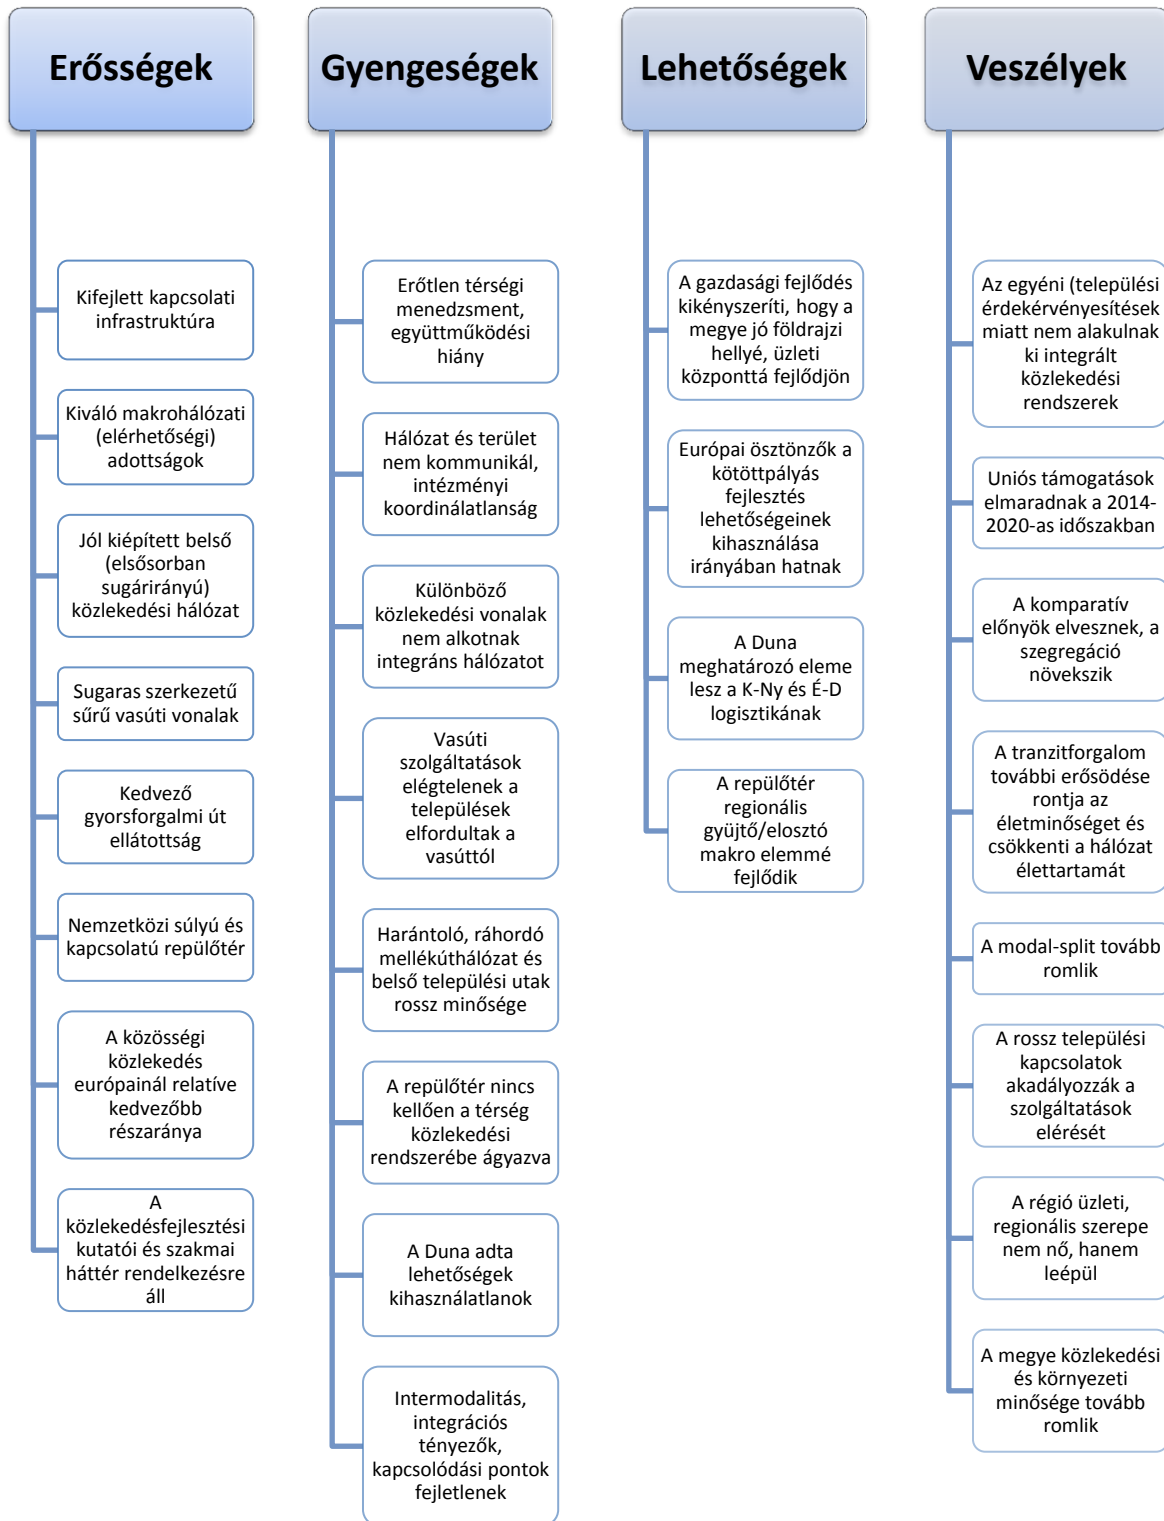 Erősségek
Kifejlett kapcsolati
infrastruktúra
Kiváló makrohálózati
(elérhetőségi)
adottságok
Jól kiépített belső
(elsősorban
sugárirányú)
közlekedési hálózat
Sugaras szerkezetű
sűrű vasúti vonalak
Kedvező
gyorsforgalmi út
ellátottság
Nemzetközi súlyú és
kapcsolatú repülőtér
A közösségi
közlekedés
európainál relatíve
kedvezőbb
részaránya
A
közlekedésfejlesztési
kutatói és szakmai
háttér rendelkezésre
áll
Gyengeségek
Erőtlen térségi
menedzsment,
együttműködési
hiány
Hálózat és terület
nem kommunikál,
intézményi
koordinálatlanság
Különböző
közlekedési vonalak
nem alkotnak
integráns hálózatot
Vasúti
szolgáltatások
elégtelenek a
települések
elfordultak a
vasúttól
Harántoló, ráhordó
mellékúthálózat és
belső települési utak
rossz minősége
A repülőtér nincs
kellően a térség
közlekedési
rendszerébe ágyazva
A Duna adta
lehetőségek
kihasználatlanok
Intermodalitás,
integrációs
tényezők,
kapcsolódási pontok
fejletlenek
Lehetőségek
A gazdasági fejlődés
kikényszeríti, hogy a
megye jó földrajzi
hellyé, üzleti
központtá fejlődjön
Európai ösztönzők a
kötöttpályás
fejlesztés
lehetőségeinek
kihasználása
irányában hatnak
A Duna
meghatározó eleme
lesz a K-Ny és É-D
logisztikának
A repülőtér
regionális
gyüjtő/elosztó
makro elemmé
fejlődik
Veszélyek
Az egyéni (települési
érdekérvényesítések
miatt nem alakulnak
ki integrált
közlekedési
rendszerek
Uniós támogatások
elmaradnak a 2014-
2020-as időszakban
A komparatív
előnyök elvesznek, a
szegregáció
növekszik
A tranzitforgalom
további erősödése
rontja az
életminőséget és
csökkenti a hálózat
élettartamát
A modal-split tovább
romlik
A rossz települési
kapcsolatok
akadályozzák a
szolgáltatások
elérését
A régió üzleti,
regionális szerepe
nem nő, hanem
leépül
A megye közlekedési
és környezeti
minősége tovább
romlik